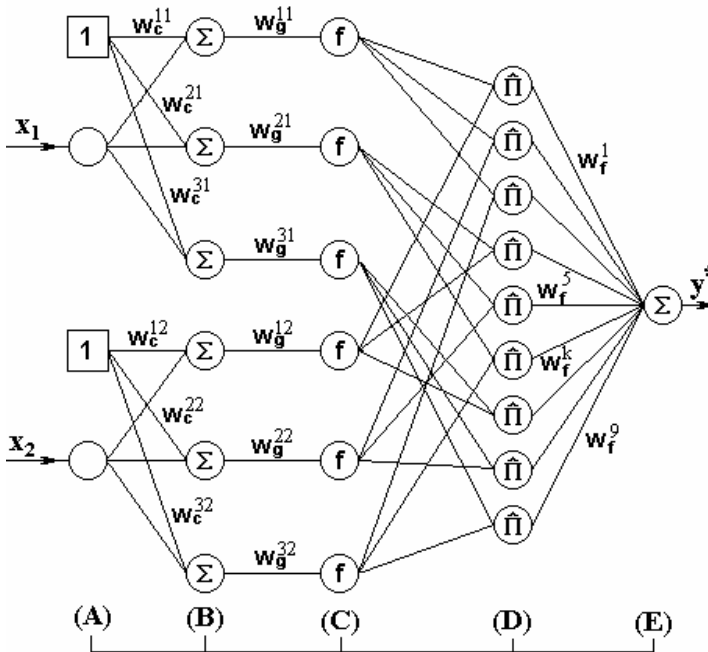 1 w_c^11 Σ w_g^11 f
Π̂
x_1 w_c^21 Σ w_g^21 f
Π̂
w_f^1
w_c^31
Π̂
Σ w_g^31 f
Π̂
Π̂ w_f^5 Σ y*
1 w_c^12 Σ w_g^12 f
Π̂ w_f^k
w_c^22
Π̂
x_2 Σ w_g^22 f
Π̂ w_f^9
w_c^32
Π̂
Σ w_g^32 f
(A) (B) (C) (D) (E)